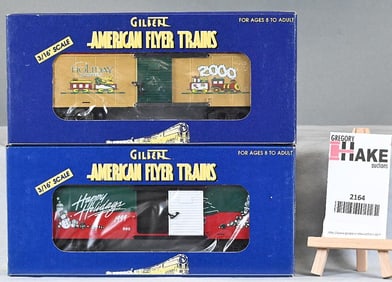 GILBERT
FOR AGES 8 TO ADULT
AMERICAN FLYER TRAINS
3/16" SCALE
HOLIDAY
2000
GILBERT
FOR AGES 8 TO ADULT
AMERICAN FLYER TRAINS
3/16" SCALE
Happy
Holidays
GREGORY
HAKE
auctions
2164